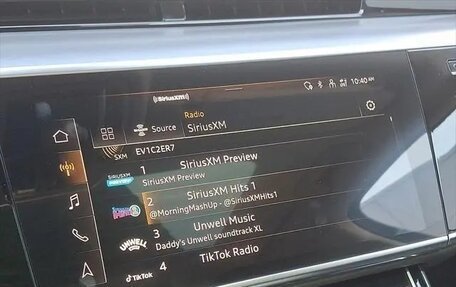 ((SiriusXM))
10:40 AM
Radio
Source
SiriusXM
SXM EV1C2ER7
1 SiriusXM Preview
SiriusXM Preview
2 SiriusXM Hits 1
@MorningMashUp - @SiriusXMHits1
3 Unwell Music
UNWELL Daddy's Unwell soundtrack XL
TikTok 4 TikTok Radio